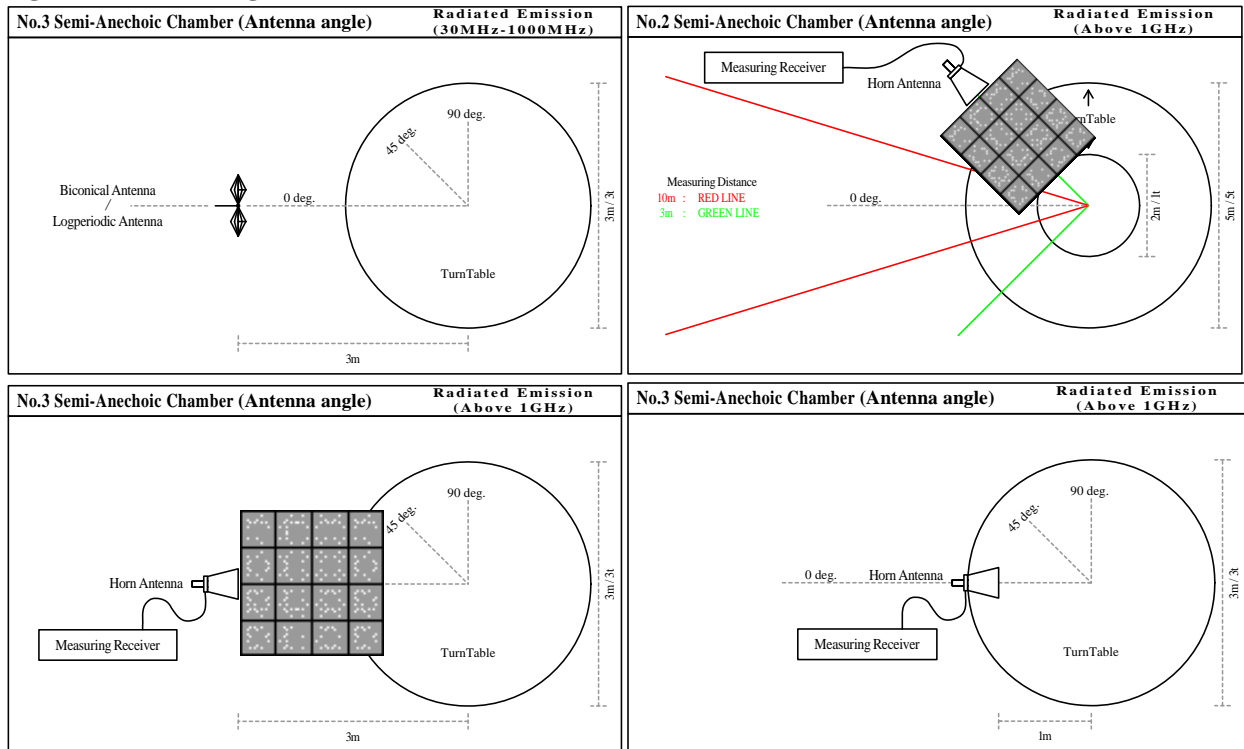 No.3 Semi-Anechoic Chamber (Antenna angle)
Radiated Emission
(30MHz-1000MHz)
90 deg.
45 deg.
Biconical Antenna
/
Logperiodic Antenna
0 deg.
TurnTable
3m / 3t
3m
No.2 Semi-Anechoic Chamber (Antenna angle)
Radiated Emission
(Above 1GHz)
Measuring Receiver
Horn Antenna
Measuring Distance
10m : RED LINE
3m : GREEN LINE
0 deg.
2m / 1t
5m / 5t
No.3 Semi-Anechoic Chamber (Antenna angle)
Radiated Emission
(Above 1GHz)
90 deg.
45 deg.
Horn Antenna
Measuring Receiver
TurnTable
3m / 3t
3m
No.3 Semi-Anechoic Chamber (Antenna angle)
Radiated Emission
(Above 1GHz)
90 deg.
45 deg.
0 deg.
Horn Antenna
Measuring Receiver
TurnTable
3m / 3t
1m